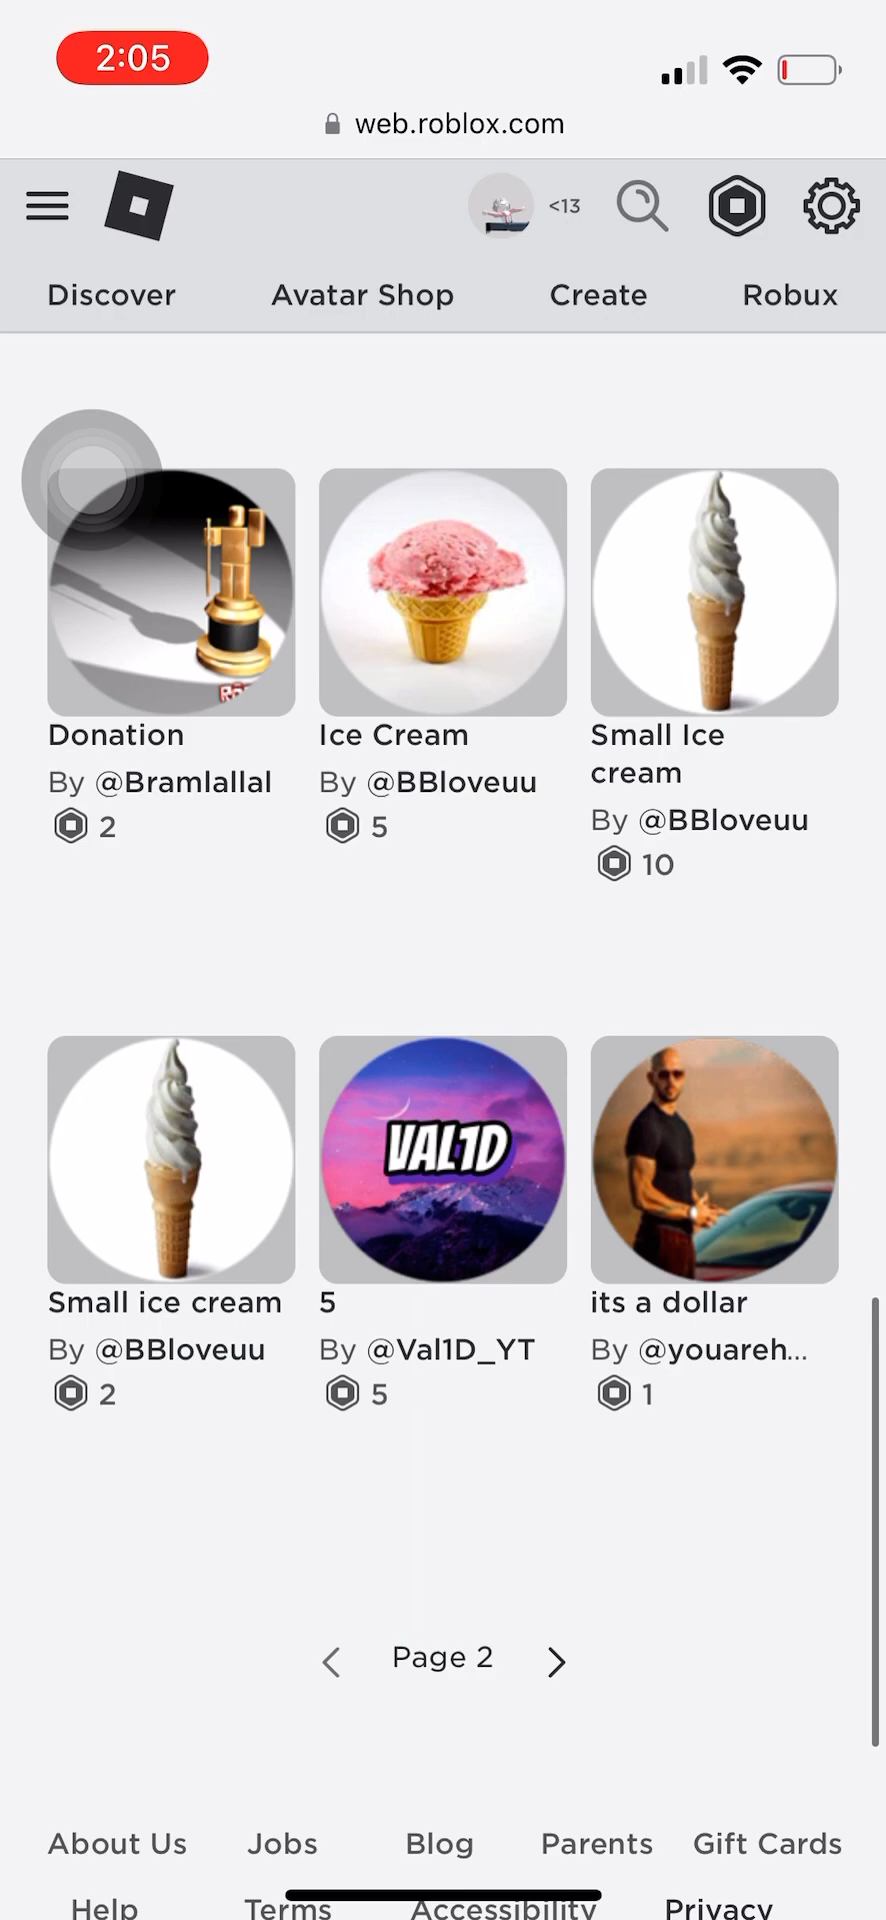 2:05
web.roblox.com
<13
Discover Avatar Shop Create Robux
Donation
By @Bramlallal
2
Ice Cream
By @BBloveuu
5
Small Ice
cream
By @BBloveuu
10
VAL1D
Small ice cream
By @BBloveuu
2
5
By @Val1D_YT
5
its a dollar
By @youareh...
1
Page 2
About Us Jobs Blog Parents Gift Cards
Help Terms Accessibility Privacy